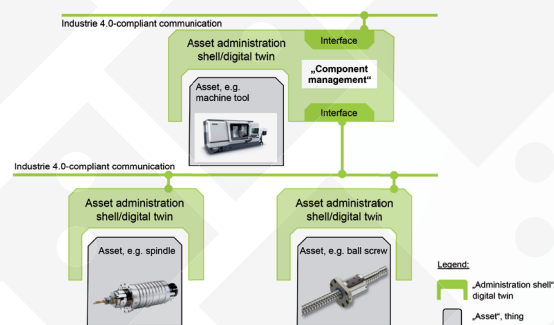 Industrie 4.0-compliant communication
Asset administration
shell/digital twin
Interface
„Component
management“
Asset, e.g.
machine tool
Interface
Industrie 4.0-compliant communication
Asset administration
shell/digital twin
Asset administration
shell/digital twin
Asset, e.g. spindle
Asset, e.g. ball screw
Legend:
„Administration shell“
digital twin
„Asset“, thing